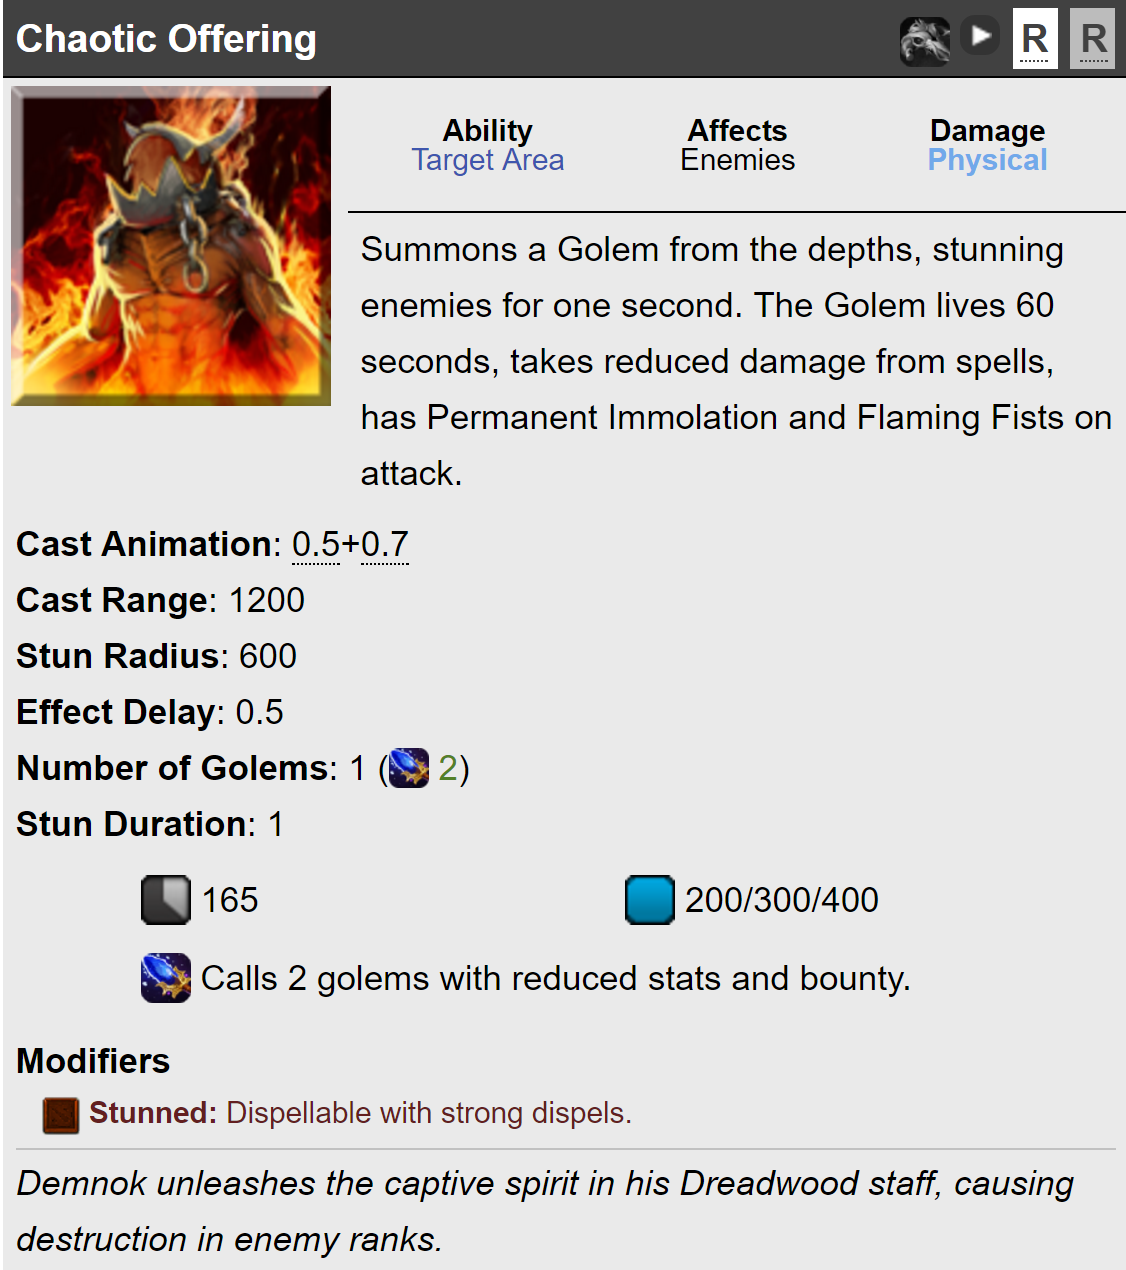 Chaotic Offering R R
Ability Affects Damage
Target Area Enemies Physical
Summons a Golem from the depths, stunning
enemies for one second. The Golem lives 60
seconds, takes reduced damage from spells,
has Permanent Immolation and Flaming Fists on
attack.
Cast Animation: 0.5+0.7
Cast Range: 1200
Stun Radius: 600
Effect Delay: 0.5
Number of Golems: 1 ( 2)
Stun Duration: 1
165 200/300/400
Calls 2 golems with reduced stats and bounty.
Modifiers
Stunned: Dispellable with strong dispels.
Demnok unleashes the captive spirit in his Dreadwood staff, causing
destruction in enemy ranks.